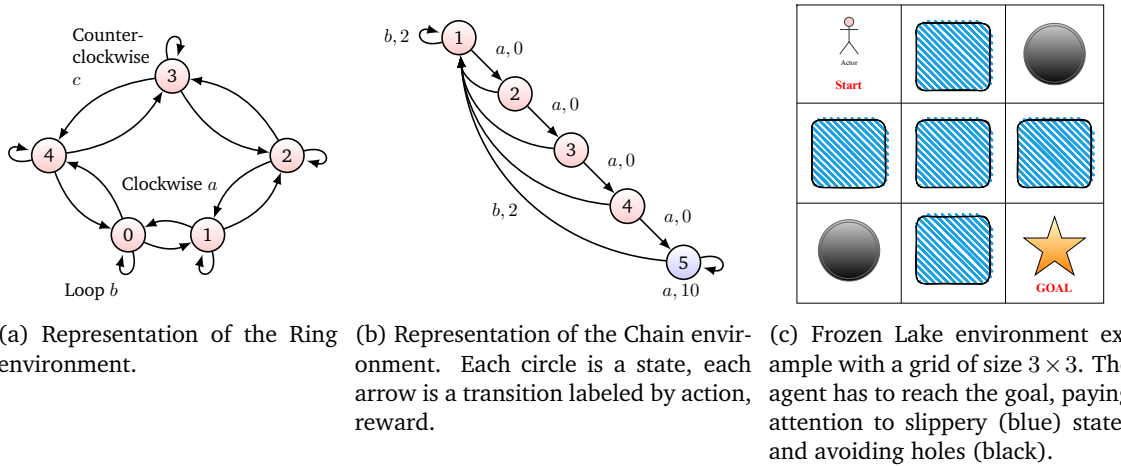 Counter-
clockwise
c
3
4
2
Clockwise a
0
1
Loop b
b, 2
1
a, 0
2
a, 0
3
a, 0
4
a, 0
b, 2
5
a, 10
Actor
Start
GOAL
(a) Representation of the Ring
environment.
(b) Representation of the Chain envir-
onment. Each circle is a state, each
arrow is a transition labeled by action,
reward.
(c) Frozen Lake environment ex
ample with a grid of size 3 × 3. The
agent has to reach the goal, paying
attention to slippery (blue) state
and avoiding holes (black).